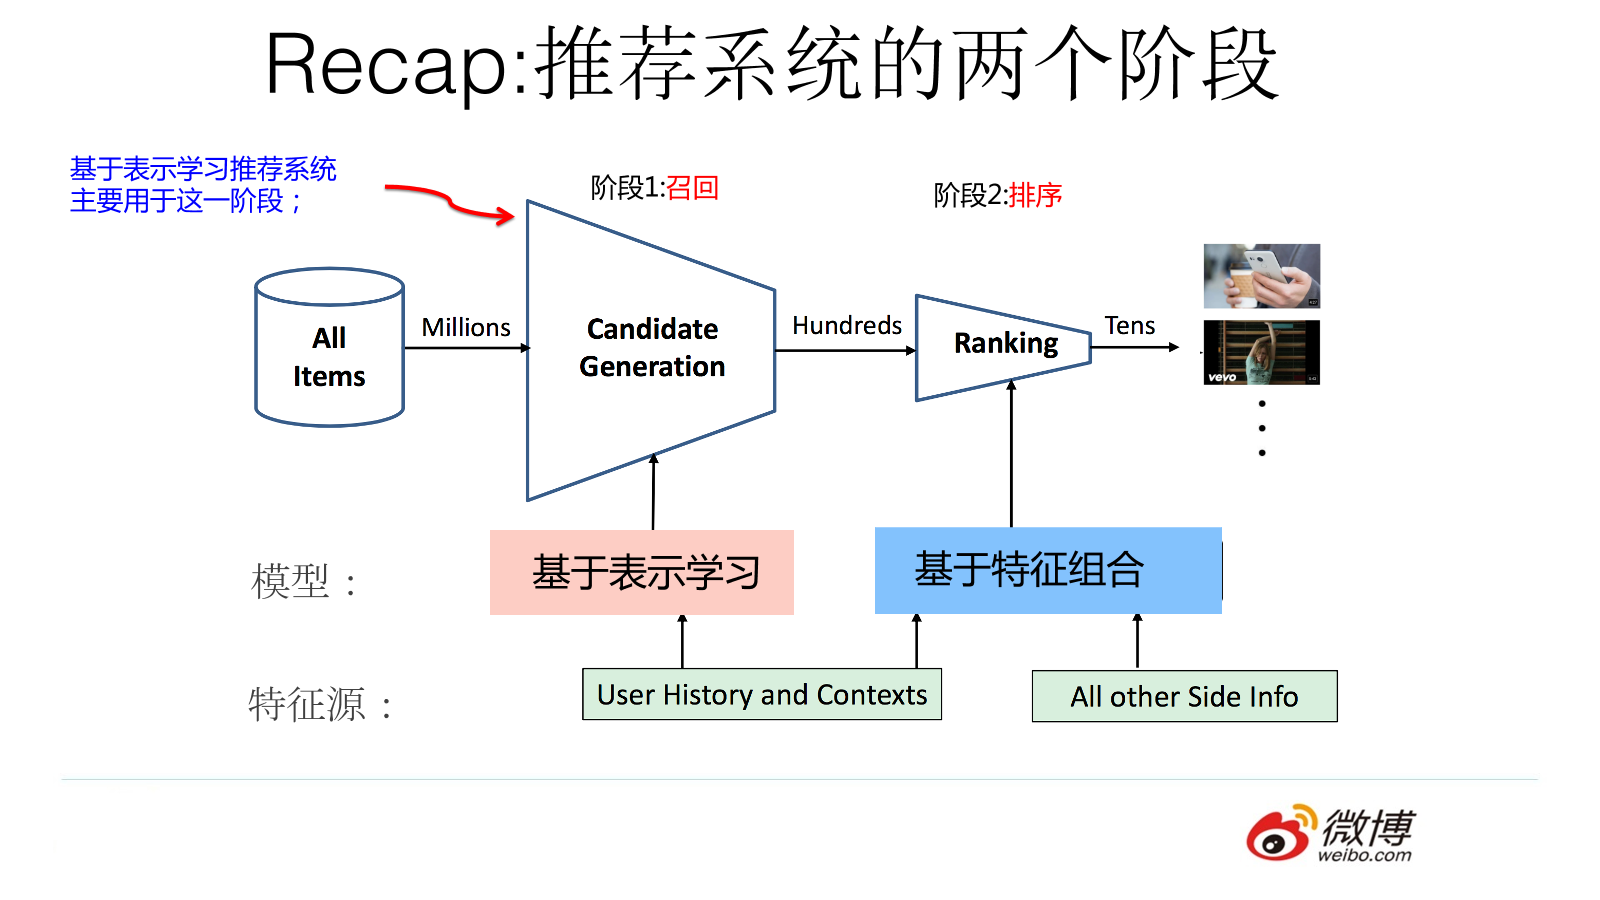 Recap:推荐系统的两个阶段
基于表示学习推荐系统
主要用于这一阶段；
阶段1:召回
阶段2:排序
All
Items
Millions
Candidate
Generation
Hundreds
Ranking
Tens
vevo
模型：
基于表示学习
基于特征组合
特征源：
User History and Contexts
All other Side Info
微博
weibo.com